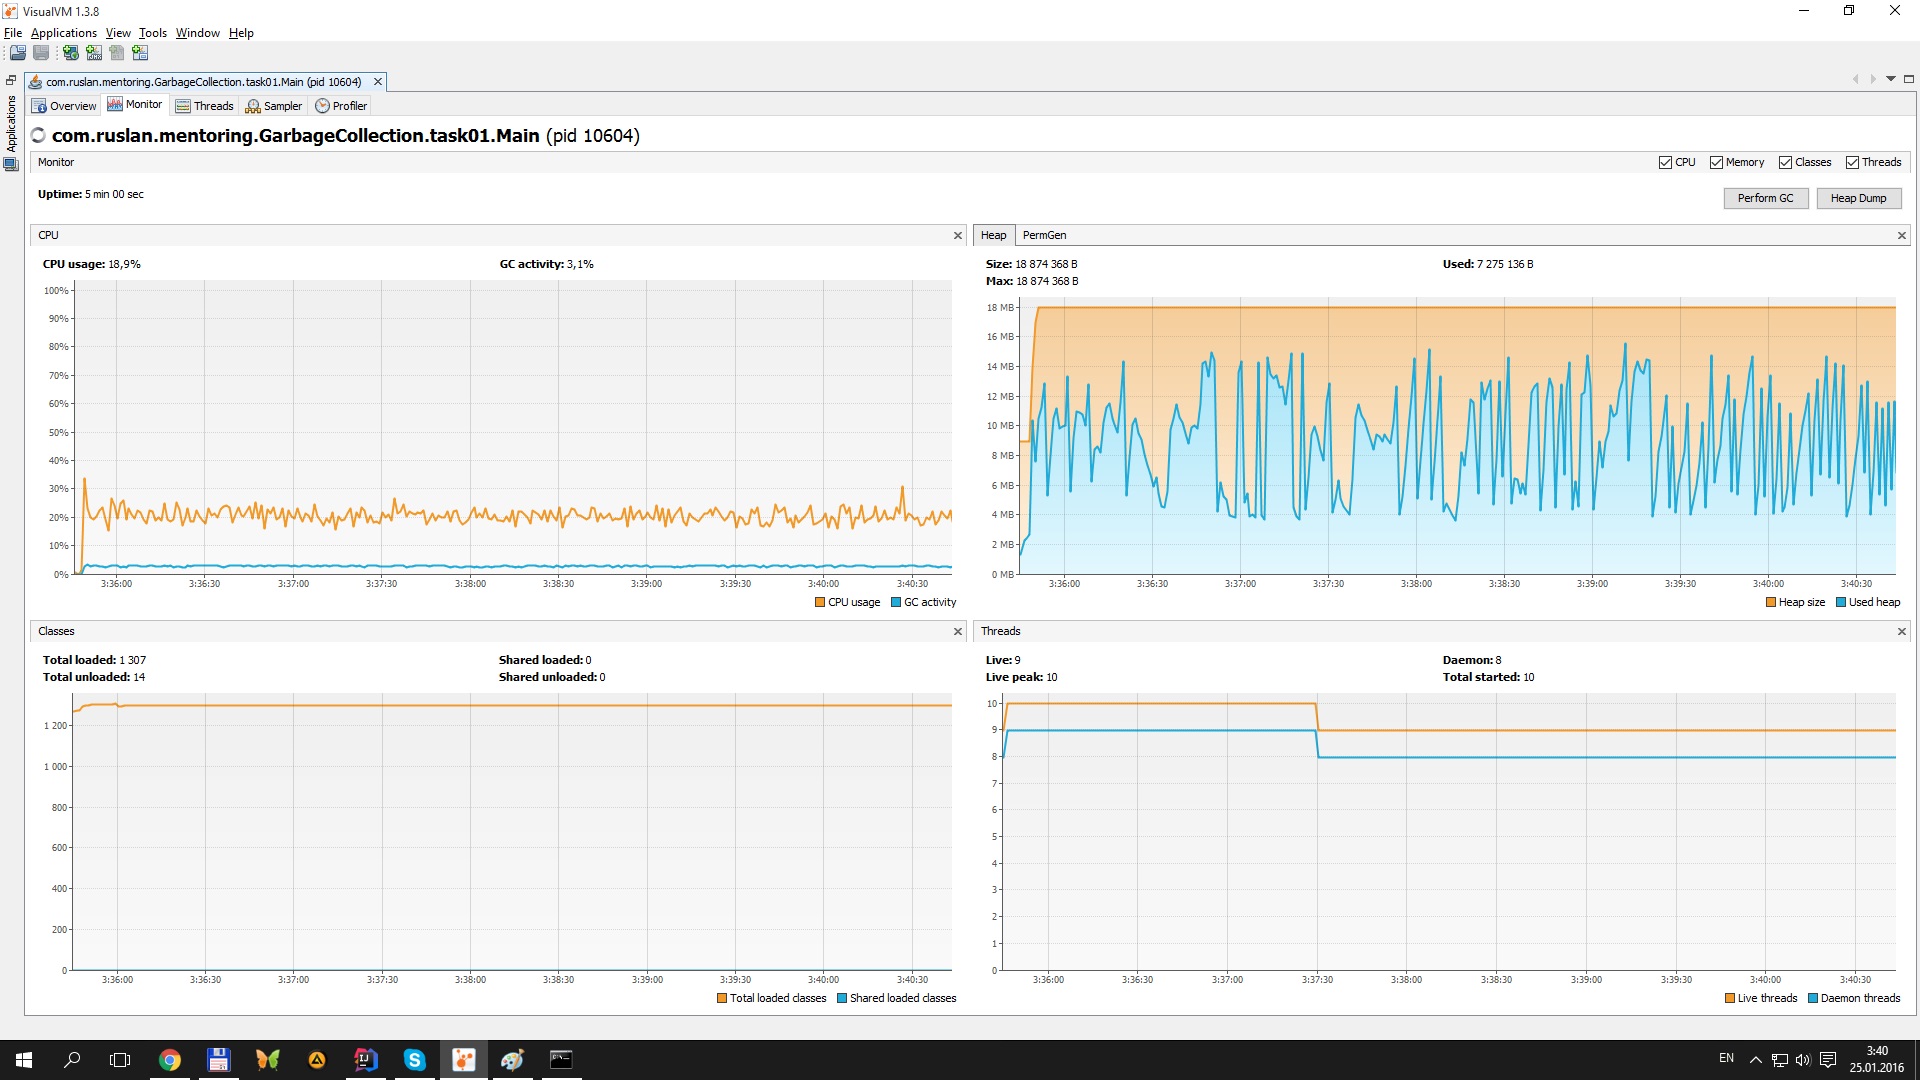 VisualVM 1.3.8
File Applications View Tools Window Help
Applications
com.ruslan.mentoring.GarbageCollection.task01.Main (pid 10604)
Overview Monitor Threads Sampler Profiler
com.ruslan.mentoring.GarbageCollection.task01.Main (pid 10604)
Monitor CPU Memory Classes Threads
Uptime: 5 min 00 sec
Perform GC Heap Dump
CPU
CPU usage: 18,9% GC activity: 3,1%
100%
90%
80%
70%
60%
50%
40%
30%
20%
10%
0%
3:36:00 3:36:30 3:37:00 3:37:30 3:38:00 3:38:30 3:39:00 3:39:30 3:40:00 3:40:30
CPU usage GC activity
Heap PermGen
Size: 18 874 368 B Used: 7 275 136 B
Max: 18 874 368 B
18 MB
16 MB
14 MB
12 MB
10 MB
8 MB
6 MB
4 MB
2 MB
0 MB
3:36:00 3:36:30 3:37:00 3:37:30 3:38:00 3:38:30 3:39:00 3:39:30 3:40:00 3:40:30
Heap size Used heap
Classes
Total loaded: 1 307 Shared loaded: 0
Total unloaded: 14 Shared unloaded: 0
1 200
1 000
800
600
400
200
0
3:36:00 3:36:30 3:37:00 3:37:30 3:38:00 3:38:30 3:39:00 3:39:30 3:40:00 3:40:30
Total loaded classes Shared loaded classes
Threads
Live: 9 Daemon: 8
Live peak: 10 Total started: 10
10
9
8
7
6
5
4
3
2
1
0
3:36:00 3:36:30 3:37:00 3:37:30 3:38:00 3:38:30 3:39:00 3:39:30 3:40:00 3:40:30
Live threads Daemon threads
EN
3:40
25.01.2016